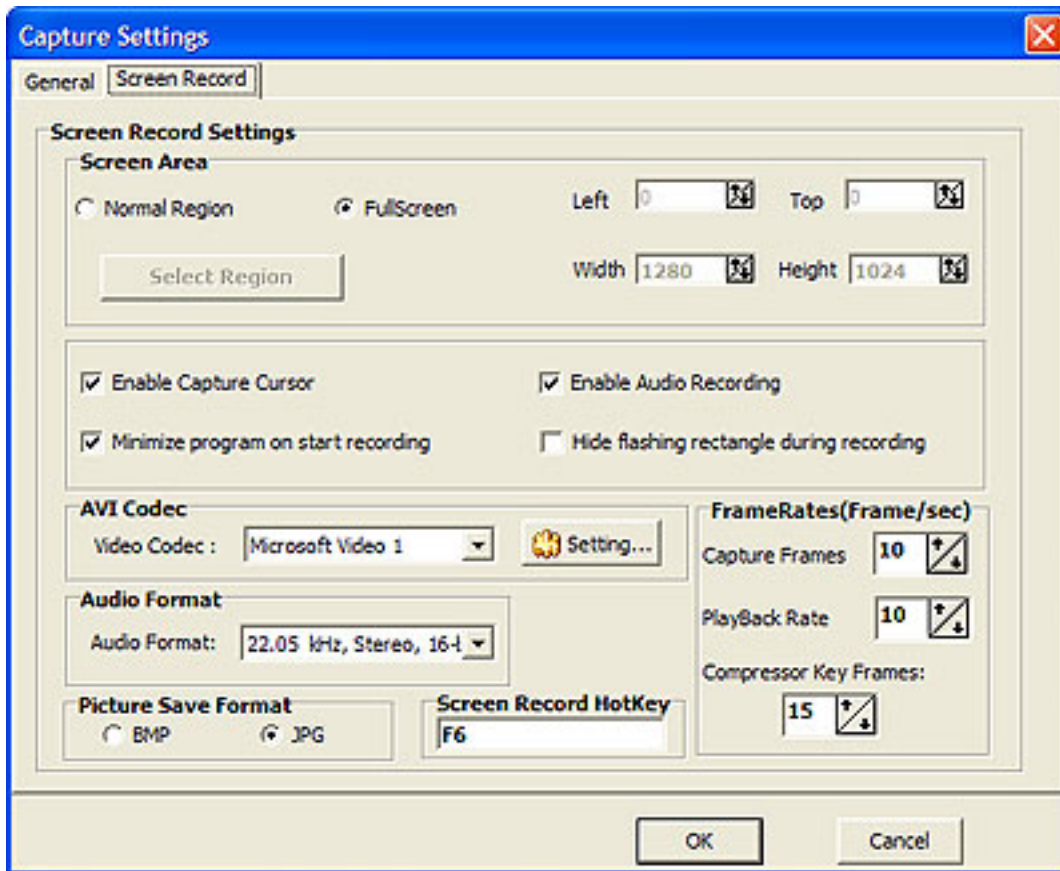 Capture Settings
General Screen Record
Screen Record Settings
Screen Area
Normal Region FullScreen Left 0 Top 0
Select Region Width 1280 Height 1024
Enable Capture Cursor Enable Audio Recording
Minimize program on start recording Hide flashing rectangle during recording
AVI Codec FrameRates(Frame/sec)
Video Codec : Microsoft Video 1 Setting... Capture Frames 10
Audio Format
Audio Format: 22.05 kHz, Stereo, 16-l PlayBack Rate 10
Compressor Key Frames:
15
Picture Save Format Screen Record HotKey
BMP JPG F6
OK Cancel